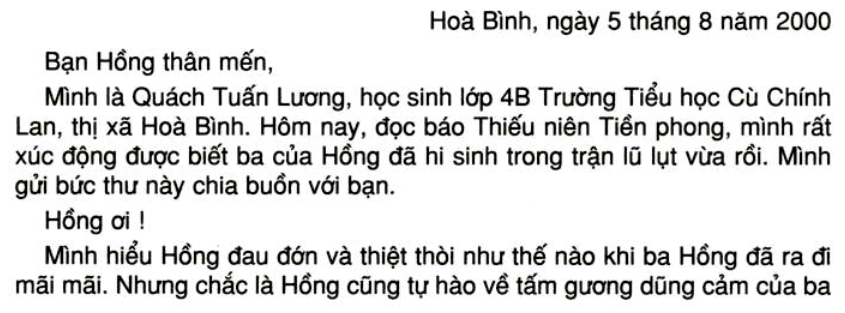 Hoà Bình, ngày 5 tháng 8 năm 2000
Bạn Hồng thân mến,
Mình là Quách Tuấn Lương, học sinh lớp 4B Trường Tiểu học Cù Chính
Lan, thị xã Hoà Bình. Hôm nay, đọc báo Thiếu niên Tiền phong, mình rất
xúc động được biết ba của Hồng đã hi sinh trong trận lũ lụt vừa rồi. Mình
gửi bức thư này chia buồn với bạn.
Hồng ơi !
Mình hiểu Hồng đau đớn và thiệt thòi như thế nào khi ba Hồng đã ra đi
mãi mãi. Nhưng chắc là Hồng cũng tự hào về tấm gương dũng cảm của ba